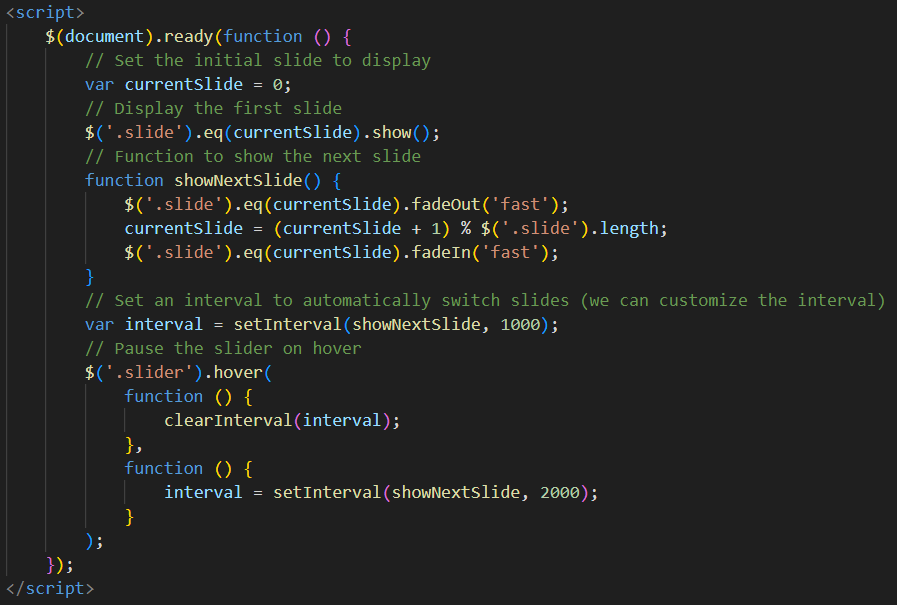 <script>
    $(document).ready(function () {
        // Set the initial slide to display
        var currentSlide = 0;
        // Display the first slide
        $('.slide').eq(currentSlide).show();
        // Function to show the next slide
        function showNextSlide() {
            $('.slide').eq(currentSlide).fadeOut('fast');
            currentSlide = (currentSlide + 1) % $('.slide').length;
            $('.slide').eq(currentSlide).fadeIn('fast');
        }
        // Set an interval to automatically switch slides (we can customize the interval)
        var interval = setInterval(showNextSlide, 1000);
        // Pause the slider on hover
        $('.slider').hover(
            function () {
                clearInterval(interval);
            },
            function () {
                interval = setInterval(showNextSlide, 2000);
            }
        );
    });
</script>